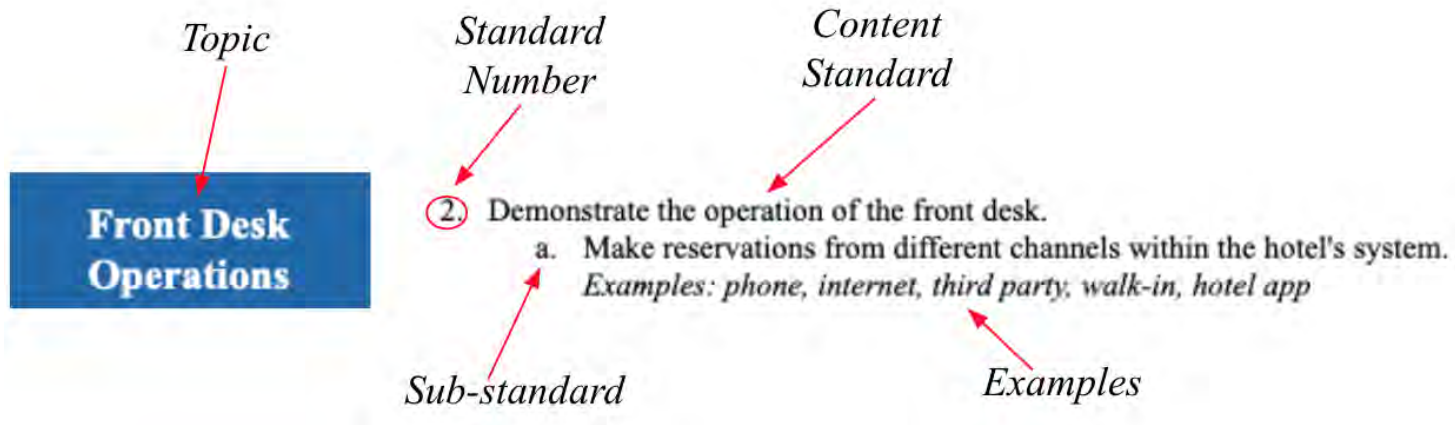 Topic
Standard
Number
Content
Standard
Front Desk
Operations
2. Demonstrate the operation of the front desk.
a. Make reservations from different channels within the hotel's system.
Examples: phone, internet, third party, walk-in, hotel app
Sub-standard
Examples